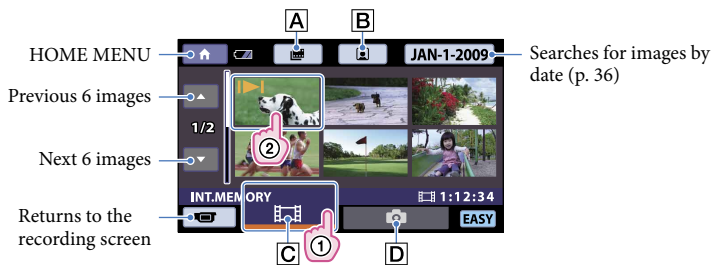 A
B
HOME MENU
JAN-1-2009
Searches for images by
date (p. 36)
Previous 6 images
1/2
②
Next 6 images
INT.MEMORY
1:12:34
Returns to the
recording screen
①
EASY
C
D